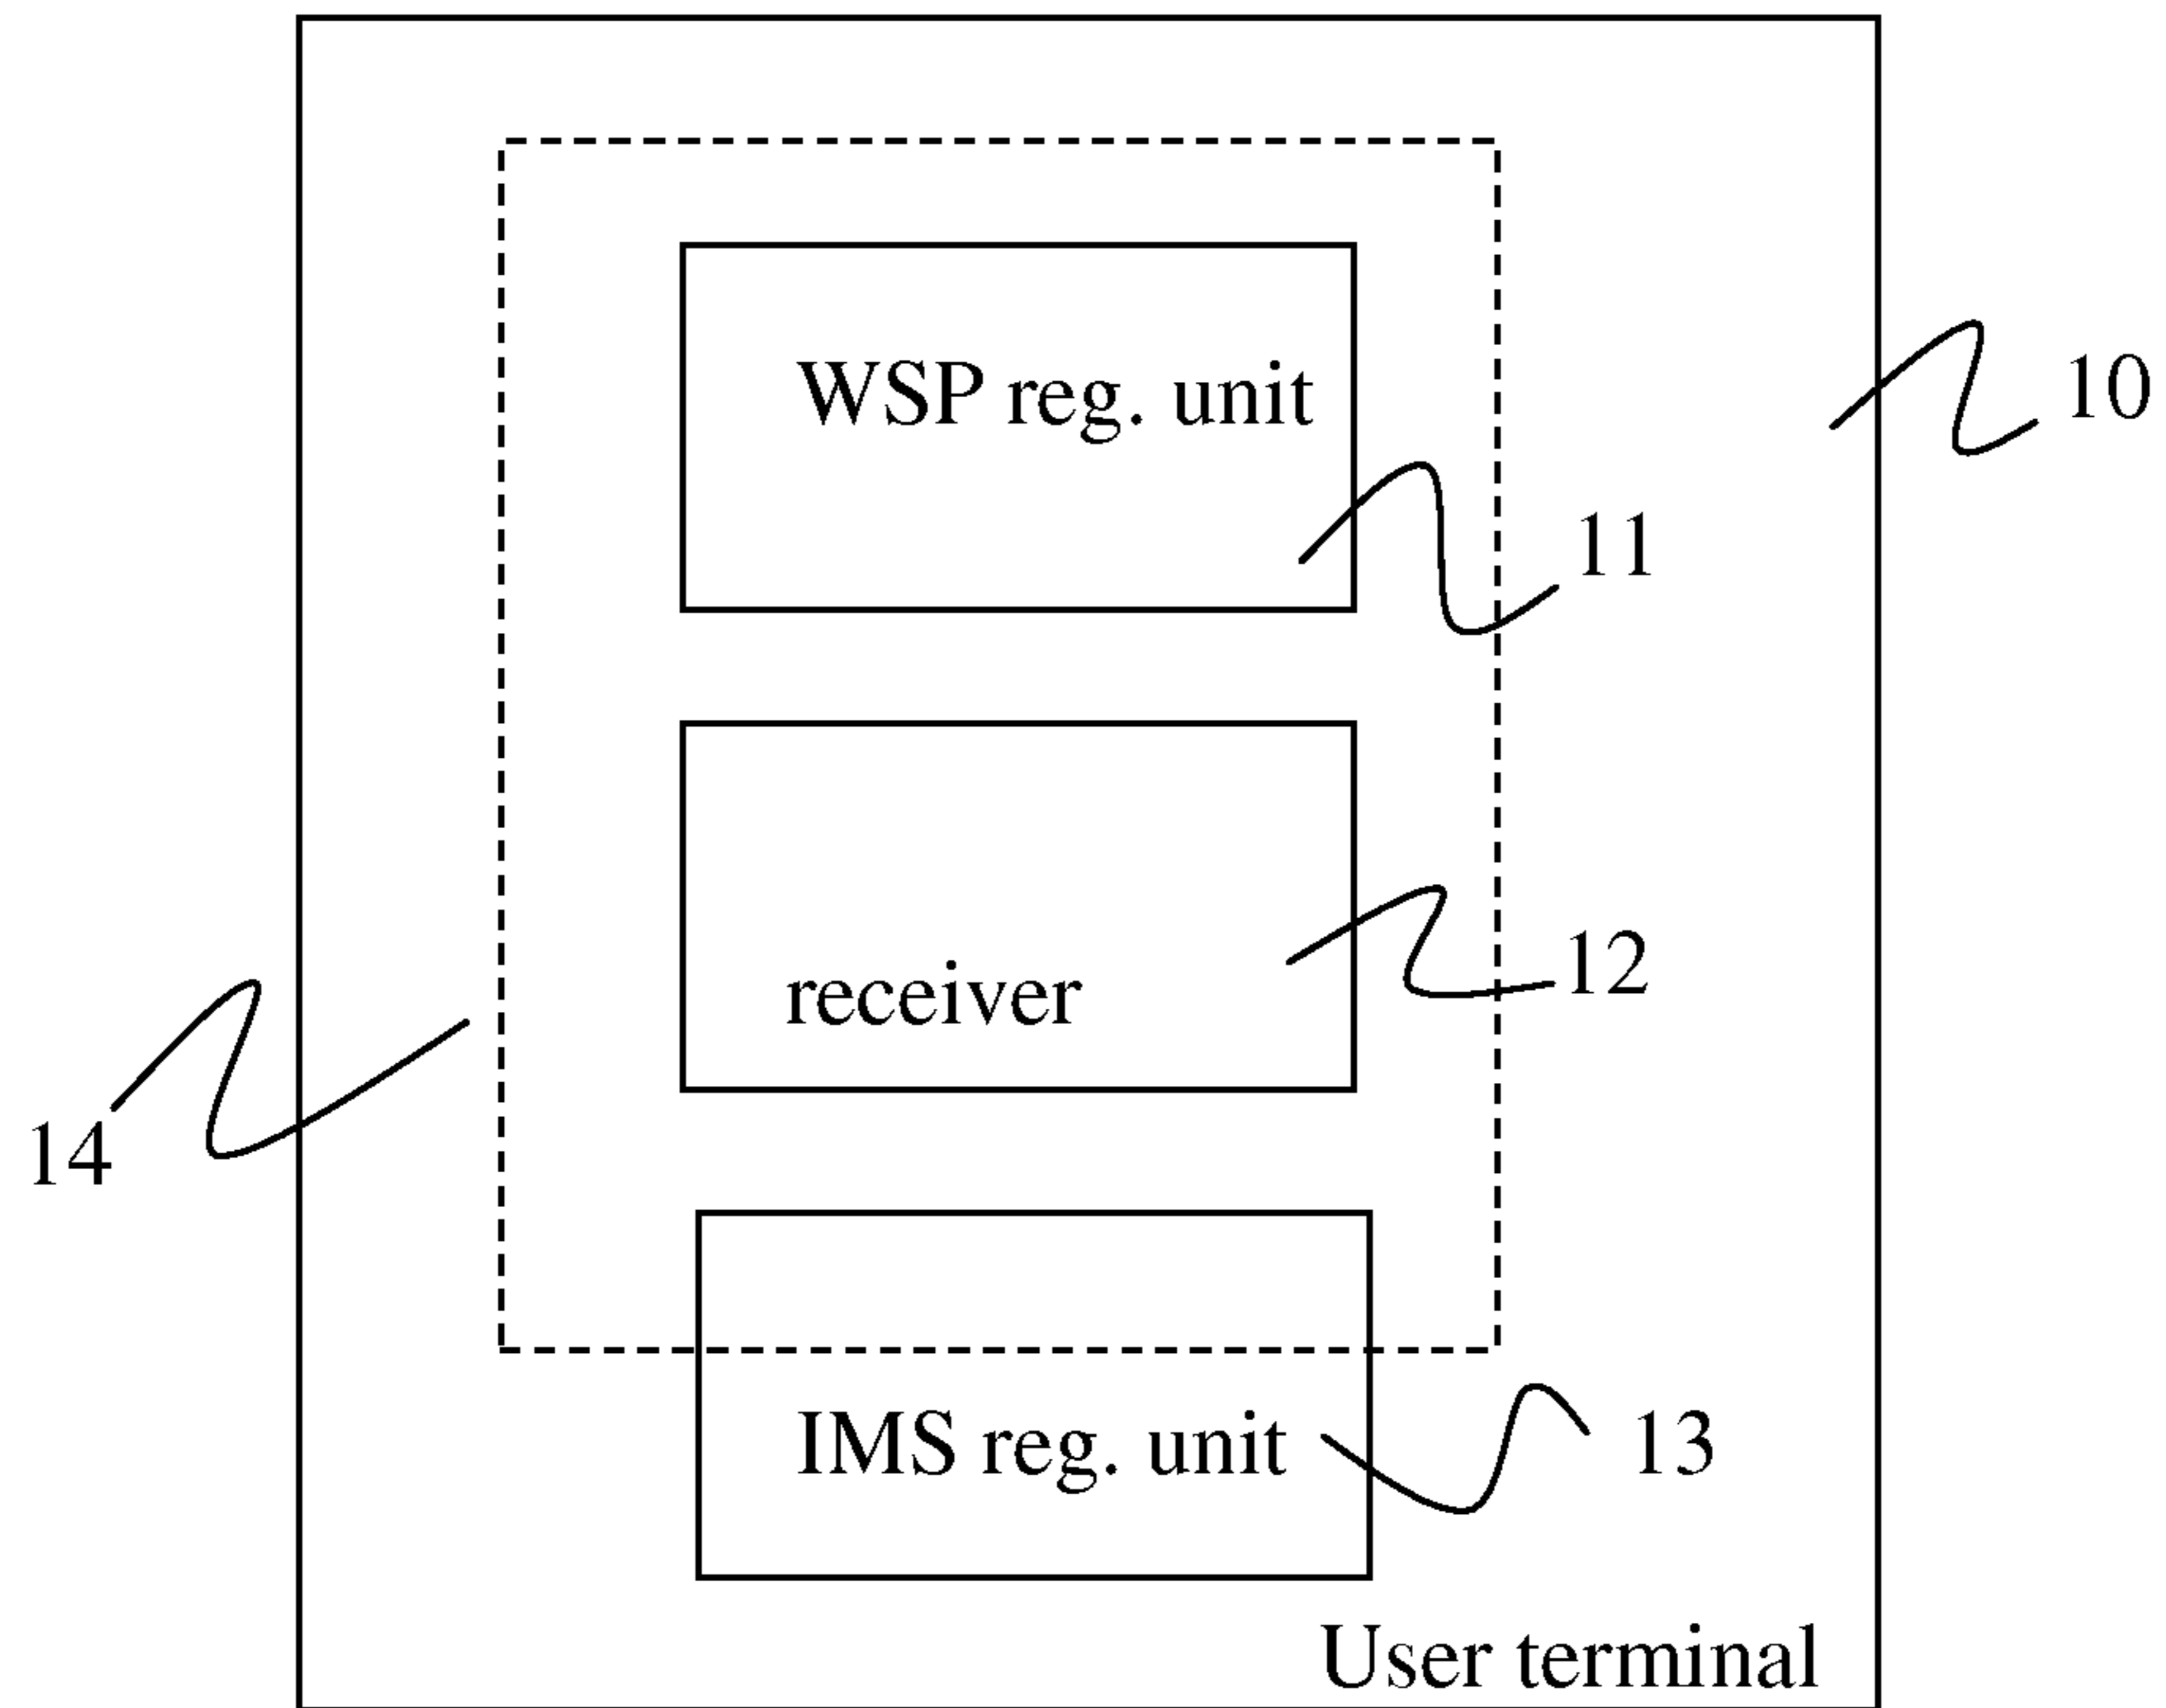 WSP reg. unit
10
11
receiver
12
14
IMS reg. unit
13
User terminal